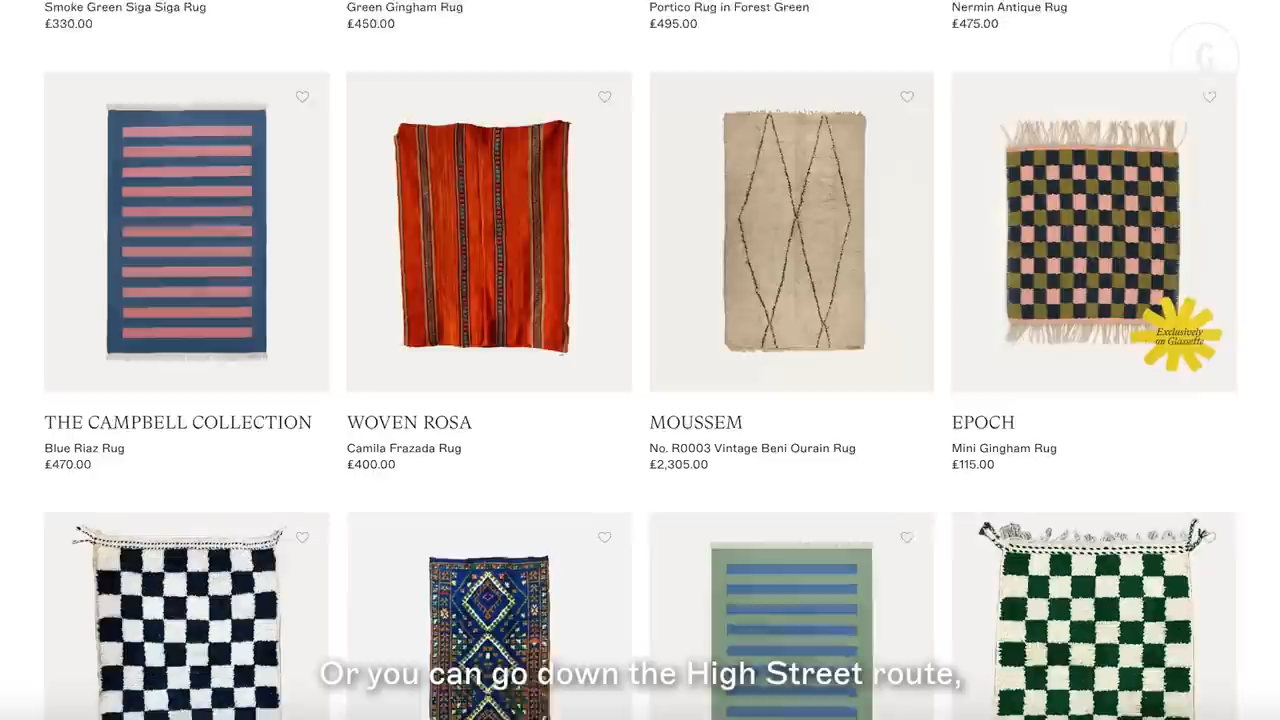 Smoke Green Siga Siga Rug
£330.00
Green Gingham Rug
£450.00
Portico Rug in Forest Green
£495.00
Nermin Antique Rug
£475.00
G
Exclusively
on Glassette
THE CAMPBELL COLLECTION
Blue Riaz Rug
£470.00
WOVEN ROSA
Camila Frazada Rug
£400.00
MOUSSEM
No. R0003 Vintage Beni Ourain Rug
£2,305.00
EPOCH
Mini Gingham Rug
£115.00
Or you can go down the High Street route,